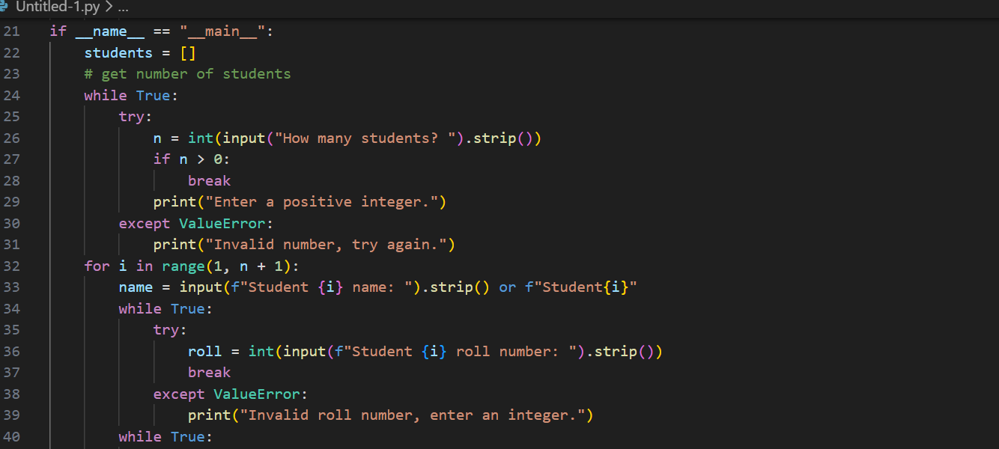 Untitled-1.py > ...
21 if __name__ == "__main__":
22     students = []
23     # get number of students
24     while True:
25         try:
26             n = int(input("How many students? ").strip())
27             if n > 0:
28                 break
29             print("Enter a positive integer.")
30         except ValueError:
31             print("Invalid number, try again.")
32     for i in range(1, n + 1):
33         name = input(f"Student {i} name: ").strip() or f"Student{i}"
34         while True:
35             try:
36                 roll = int(input(f"Student {i} roll number: ").strip())
37                 break
38             except ValueError:
39                 print("Invalid roll number, enter an integer.")
40         while True: